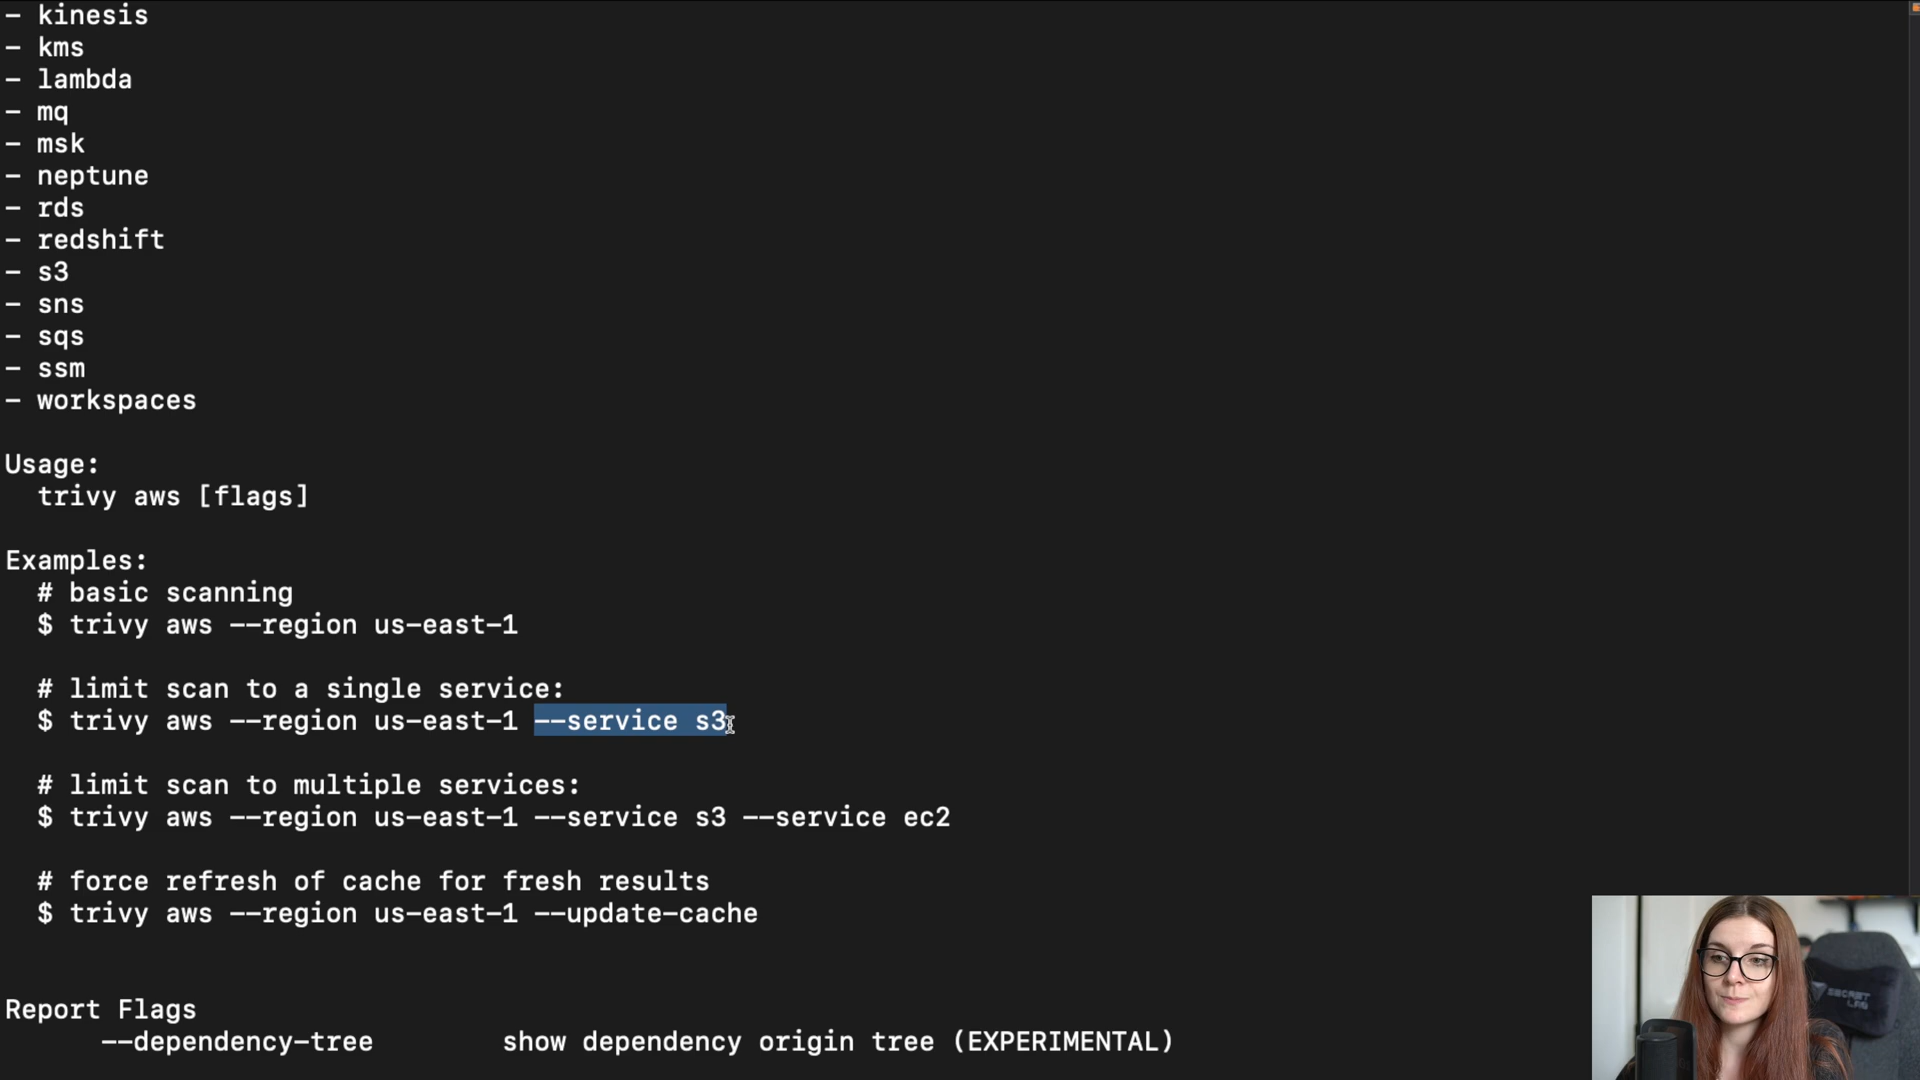 - kinesis
- kms
- lambda
- mq
- msk
- neptune
- rds
- redshift
- s3
- sns
- sqs
- ssm
- workspaces
Usage:
trivy aws [flags]
Examples:
# basic scanning
$ trivy aws --region us-east-1
# limit scan to a single service:
$ trivy aws --region us-east-1 --service s3
# limit scan to multiple services:
$ trivy aws --region us-east-1 --service s3 --service ec2
# force refresh of cache for fresh results
$ trivy aws --region us-east-1 --update-cache
Report Flags
--dependency-tree show dependency origin tree (EXPERIMENTAL)
SECRET LAB